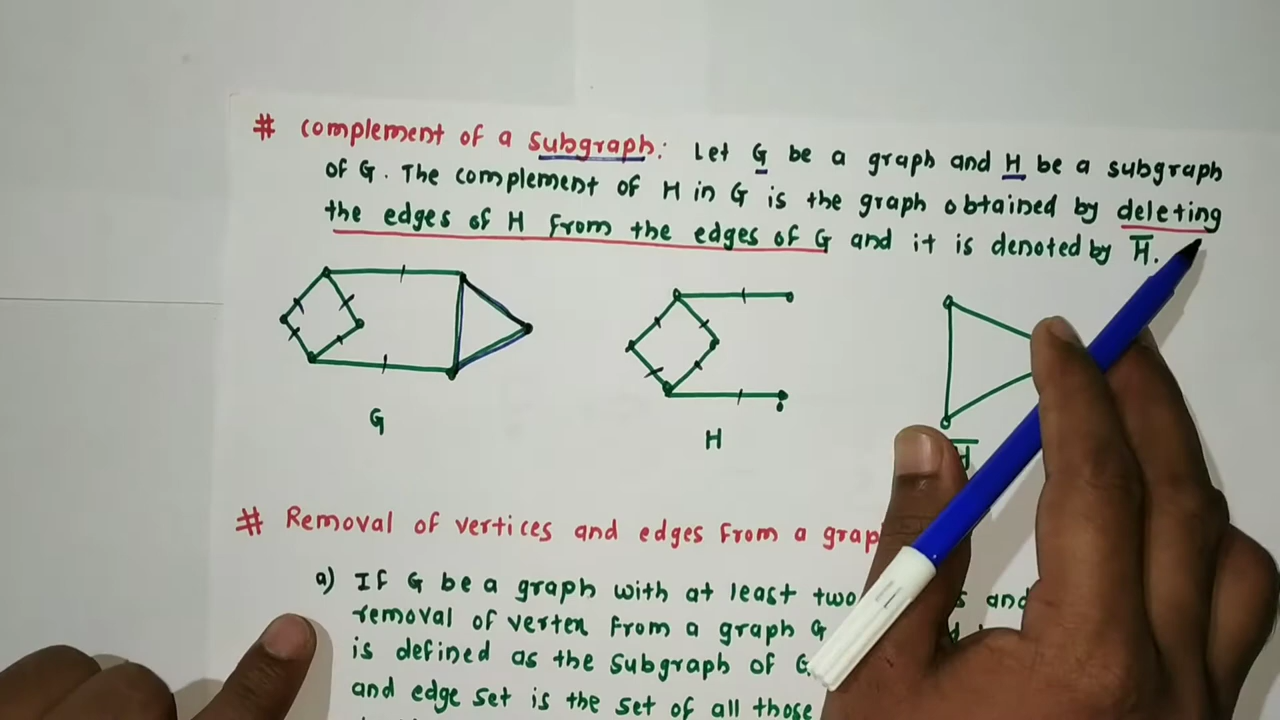 # Complement of a subgraph: Let G be a graph and H be a subgraph
of G. The complement of H in G is the graph obtained by deleting
the edges of H from the edges of G and it is denoted by H̅.
G
H
H̅
# Removal of vertices and edges from a grap
a) If G be a graph with at least two and
removal of vertex from a graph G
is defined as the subgraph of G
and edge set is the set of all those